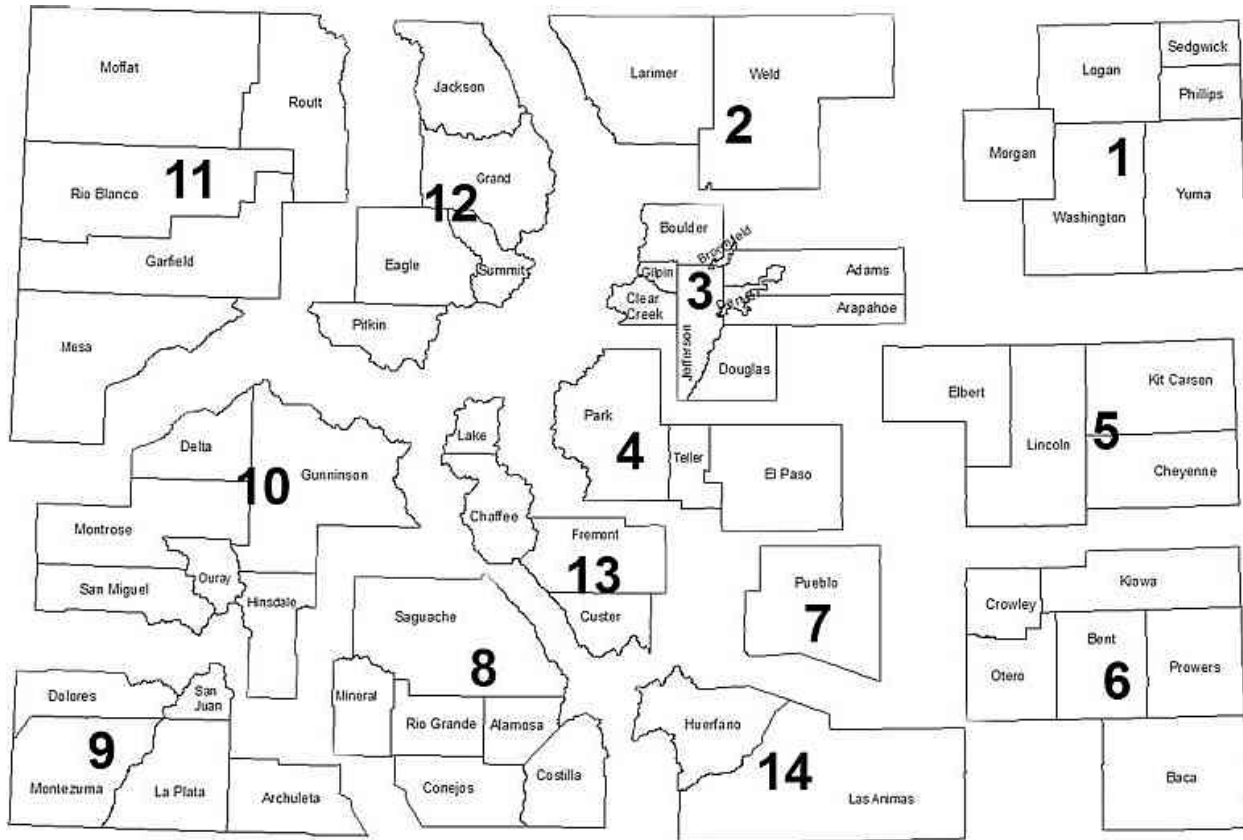 Moffat
Routt
Rio Blanco
11
Garfield
Mesa
Jackson
Grand
12
Eagle
Summit
Pitkin
Larimer
Weld
2
Logan
Sedgwick
Phillips
Morgan
1
Washington
Yuma
Boulder
Broomfield
Gilpin
3
Adams
Clear
Creek
Denver
Arapahoe
Jefferson
Douglas
Park
4
Teller
El Paso
Elbert
Lincoln
Kit Carson
5
Cheyenne
Delta
10
Gunninson
Montrose
Ouray
San Miguel
Hinsdale
Lake
Chaffee
Fremont
13
Custer
Pueblo
7
Crowley
Kiowa
Otero
Bent
6
Prowers
Baca
Saguache
8
Mineral
Rio Grande
Alamosa
Conejos
Costilla
Dolores
San
Juan
9
Montezuma
La Plata
Archuleta
Huerfano
14
Las Animas